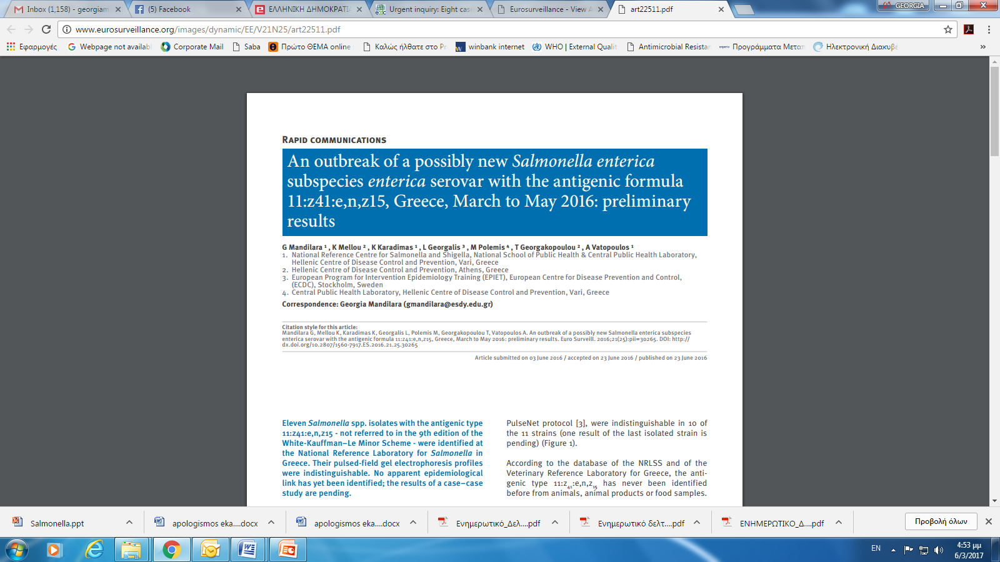 Inbox (1,158) - georgiam
(5) Facebook
ΕΛΛΗΝΙΚΗ ΔΗΜΟΚΡΑΤΙΑ
Urgent inquiry: Eight cas
Eurosurveillance - View A
art22511.pdf
GEORGIA
www.eurosurveillance.org/images/dynamic/EE/V21N25/art22511.pdf
Εφαρμογές
Webpage not availab
Corporate Mail
Saba
Πρώτο ΘΕΜΑ online
Καλώς ήλθατε στο Pr
winbank internet
WHO | External Qualit
Antimicrobial Resistan
Προγράμματα Μεταπ
Ηλεκτρονική Διακυβέ
»
RAPID COMMUNICATIONS
An outbreak of a possibly new Salmonella enterica
subspecies enterica serovar with the antigenic formula
11:z41:e,n,z15, Greece, March to May 2016: preliminary
results
G Mandilara ¹ , K Mellou ² , K Karadimas ¹ , L Georgalis ³ , M Polemis ⁴ , T Georgakopoulou ² , A Vatopoulos ¹
1. National Reference Centre for Salmonella and Shigella, National School of Public Health & Central Public Health Laboratory,
Hellenic Centre of Disease Control and Prevention, Vari, Greece
2. Hellenic Centre of Disease Control and Prevention, Athens, Greece
3. European Program for Intervention Epidemiology Training (EPIET), European Centre for Disease Prevention and Control,
(ECDC), Stockholm, Sweden
4. Central Public Health Laboratory, Hellenic Centre of Disease Control and Prevention, Vari, Greece
Correspondence: Georgia Mandilara (gmandilara@esdy.edu.gr)
Citation style for this article:
Mandilara G, Mellou K, Karadimas K, Georgalis L, Polemis M, Georgakopoulou T, Vatopoulos A. An outbreak of a possibly new Salmonella enterica subspecies
enterica serovar with the antigenic formula 11:z41:e,n,z15, Greece, March to May 2016: preliminary results. Euro Surveill. 2016;21(25):pii=30265. DOI: http://
dx.doi.org/10.2807/1560-7917.ES.2016.21.25.30265
Article submitted on 03 June 2016 / accepted on 23 June 2016 / published on 23 June 2016
Eleven Salmonella spp. isolates with the antigenic type
11:z41:e,n,z15 - not referred to in the 9th edition of the
White-Kauffman–Le Minor Scheme - were identified at
the National Reference Laboratory for Salmonella in
Greece. Their pulsed-field gel electrophoresis profiles
were indistinguishable. No apparent epidemiological
link has yet been identified; the results of a case–case
study are pending.
PulseNet protocol [3], were indistinguishable in 10 of
the 11 strains (one result of the last isolated strain is
pending) (Figure 1).
According to the database of the NRLSS and of the
Veterinary Reference Laboratory for Greece, the anti-
genic type 11:z₄₁:e,n,z₁₅ has never been identified
before from animals, animal products or food samples.
Salmonella.ppt
apologismos eka....docx
apologismos eka....docx
Ενημερωτικό_Δελ....pdf
Ενημερωτικό δελτ....pdf
ΕΝΗΜΕΡΩΤΙΚΟ_Δ....pdf
Προβολή όλων
EN
4:53 μμ
6/3/2017